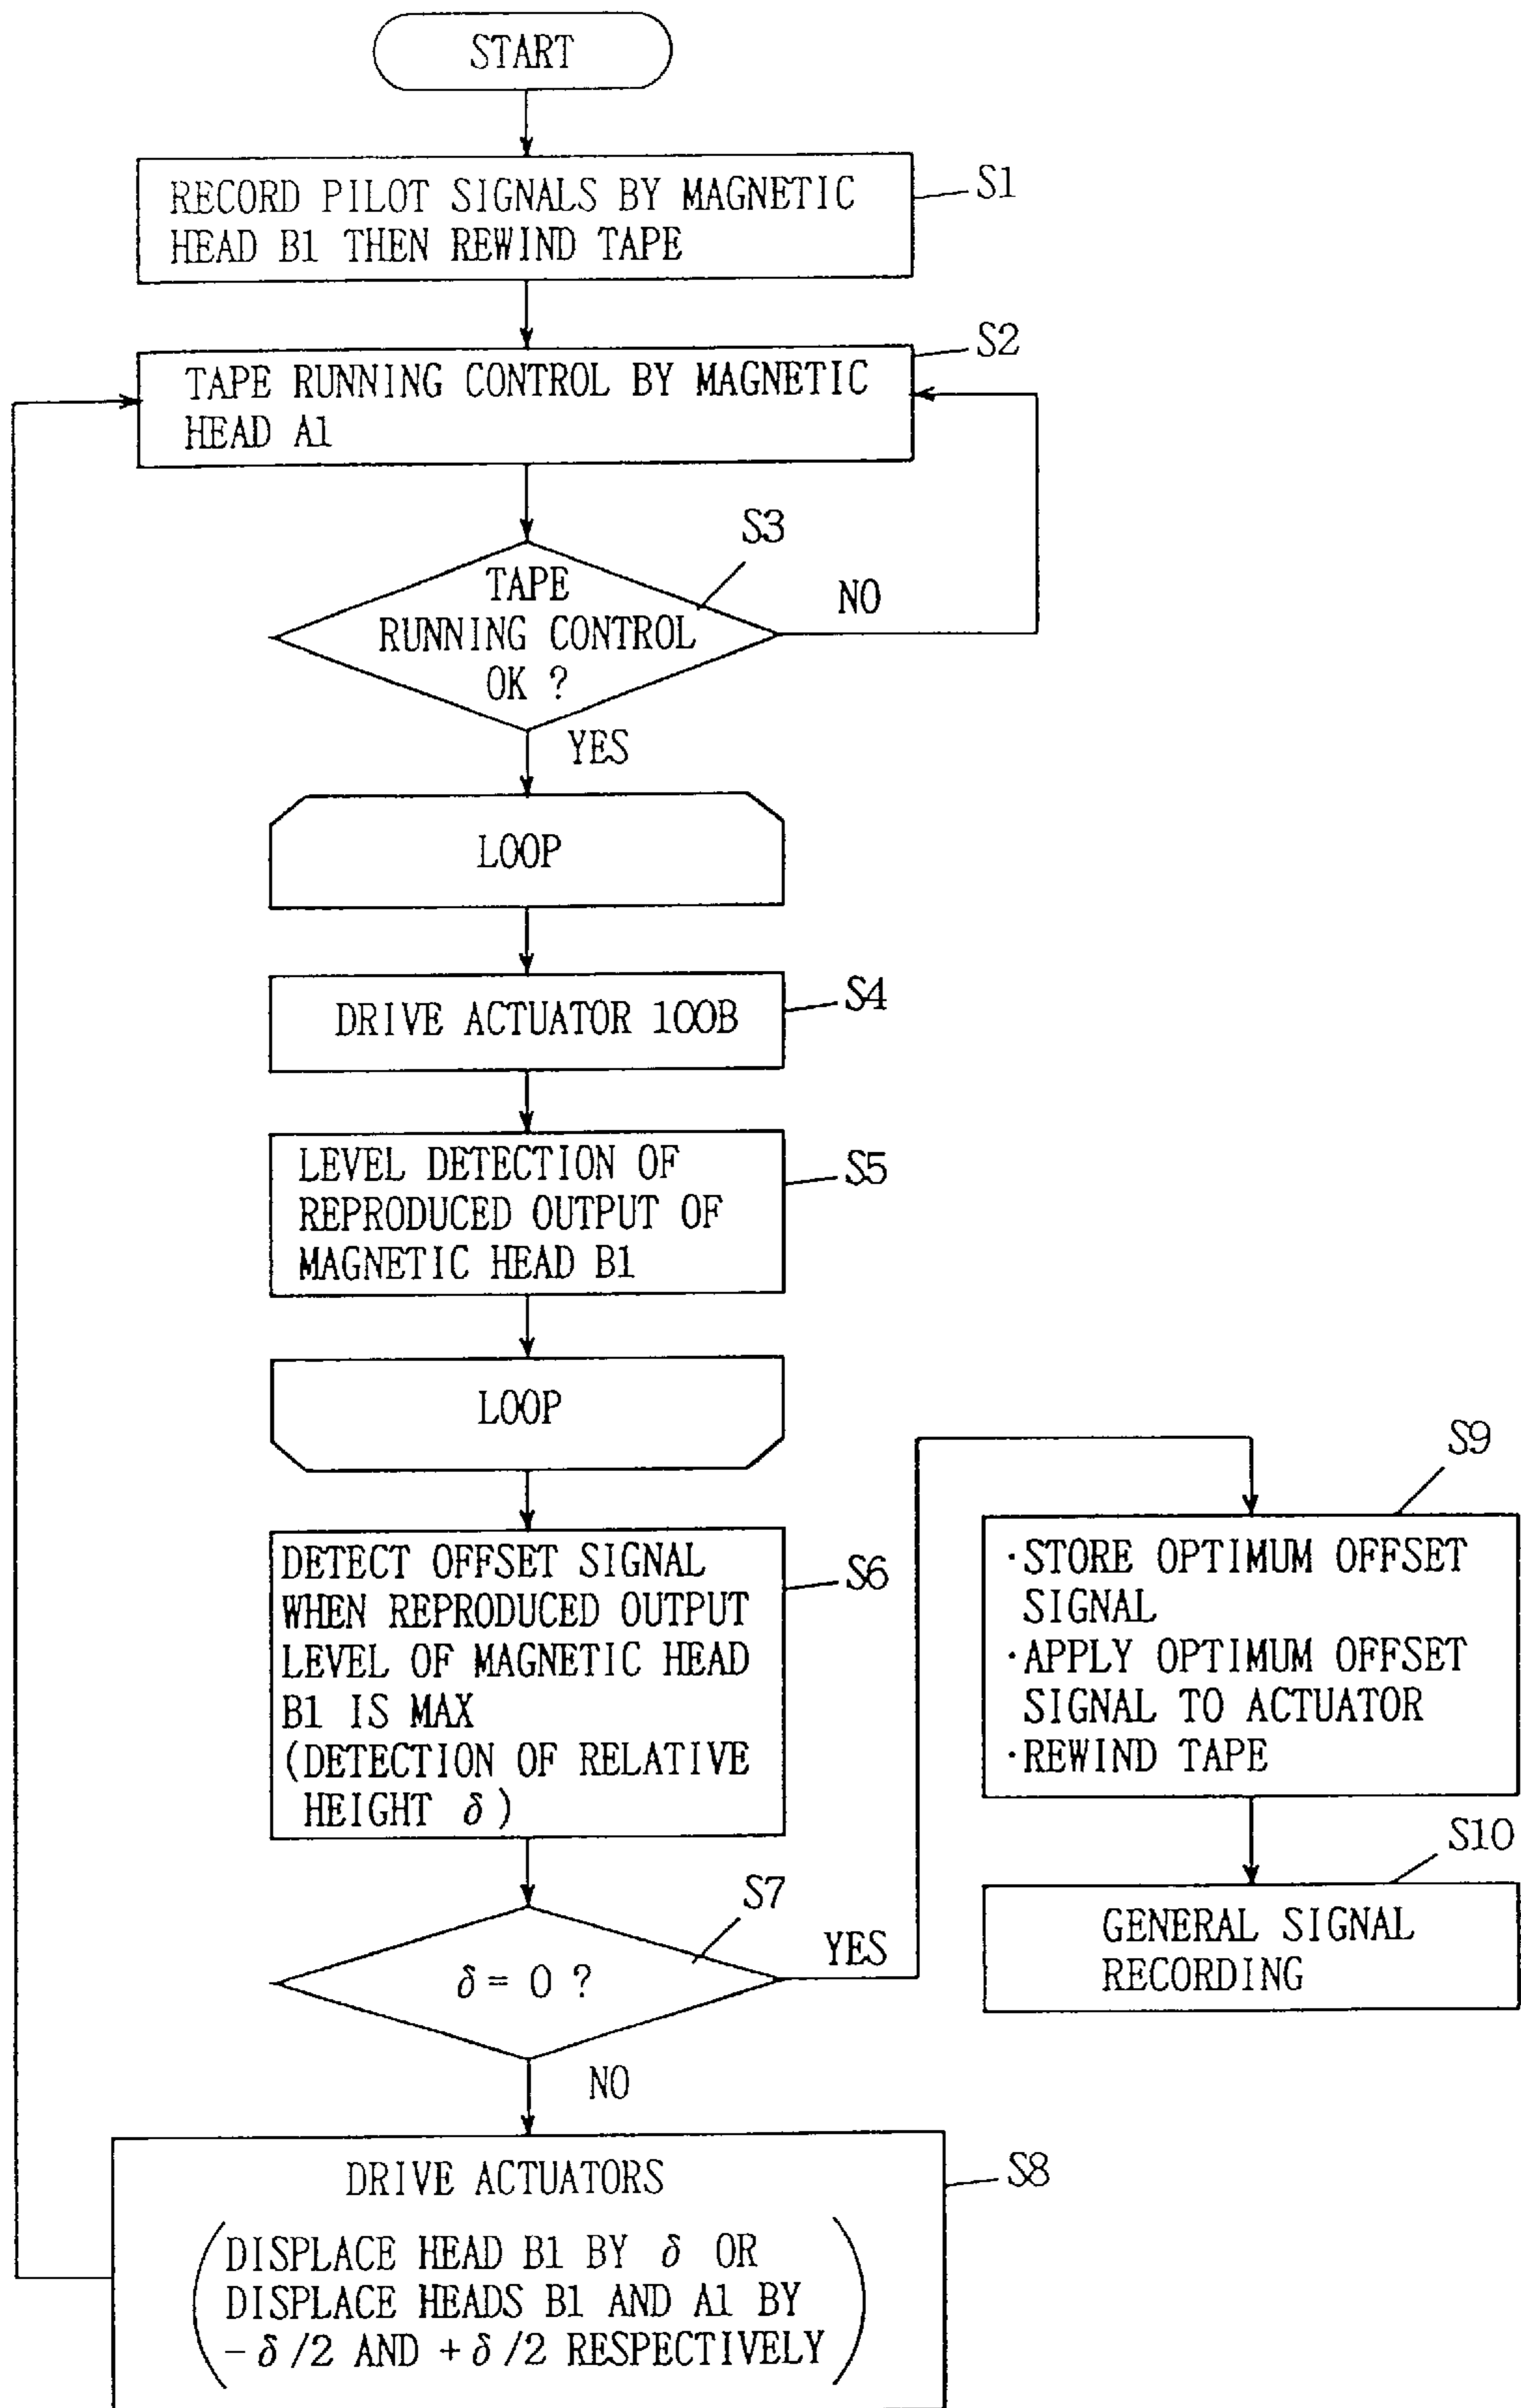 START
RECORD PILOT SIGNALS BY MAGNETIC
HEAD B1 THEN REWIND TAPE
S1
TAPE RUNNING CONTROL BY MAGNETIC
HEAD A1
S2
TAPE
RUNNING CONTROL
OK ?
S3
NO
YES
LOOP
DRIVE ACTUATOR 100B
S4
LEVEL DETECTION OF
REPRODUCED OUTPUT OF
MAGNETIC HEAD B1
S5
LOOP
DETECT OFFSET SIGNAL
WHEN REPRODUCED OUTPUT
LEVEL OF MAGNETIC HEAD
B1 IS MAX
(DETECTION OF RELATIVE
HEIGHT δ)
S6
δ = 0 ?
S7
YES
NO
DRIVE ACTUATORS
(DISPLACE HEAD B1 BY δ OR
DISPLACE HEADS B1 AND A1 BY
-δ/2 AND +δ/2 RESPECTIVELY)
S8
S9
·STORE OPTIMUM OFFSET
SIGNAL
·APPLY OPTIMUM OFFSET
SIGNAL TO ACTUATOR
·REWIND TAPE
S10
GENERAL SIGNAL
RECORDING